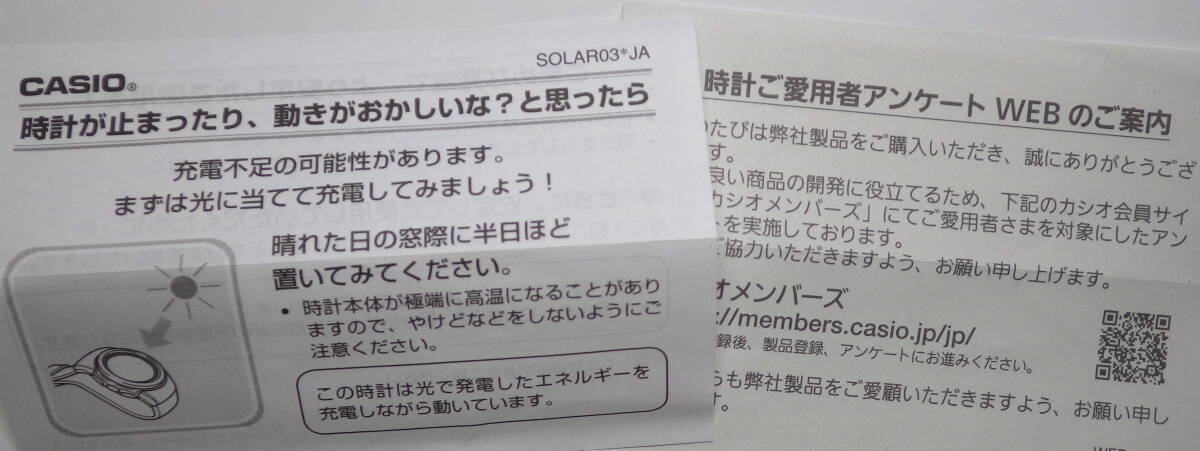 CASIO®
SOLAR03*JA
時計が止まったり、動きがおかしいな？と思ったら
充電不足の可能性があります。
まずは光に当てて充電してみましょう！
晴れた日の窓際に半日ほど
置いてみてください。
• 時計本体が極端に高温になることがあり
ますので、やけどなどをしないようにご
注意ください。
この時計は光で発電したエネルギーを
充電しながら動いています。
時計ご愛用者アンケート WEB のご案内
のたびは弊社製品をご購入いただき、誠にありがとうござ
す。
良い商品の開発に役立てるため、下記のカシオ会員サイ
カシオメンバーズ」にてご愛用者さまを対象にしたアン
トを実施しております。
ご協力いただきますよう、お願い申し上げます。
オメンバーズ
://members.casio.jp/jp/
録後、製品登録、アンケートにお進みください。
らも弊社製品をご愛顧いただきますよう、お願い申し
す。